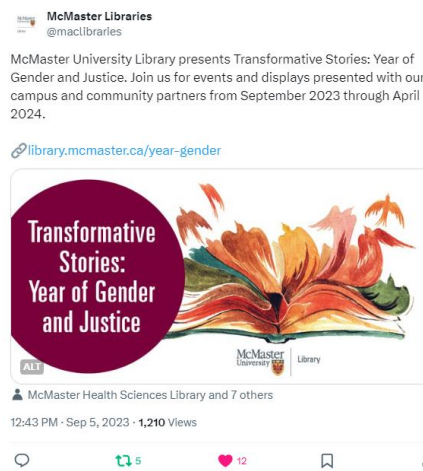 McMaster Libraries
@maclibraries
McMaster University Library presents Transformative Stories: Year of
Gender and Justice. Join us for events and displays presented with our
campus and community partners from September 2023 through April
2024.
library.mcmaster.ca/year-gender
Transformative
Stories:
Year of Gender
and Justice
McMaster
University
Library
ALT
McMaster Health Sciences Library and 7 others
12:43 PM · Sep 5, 2023 · 1,210 Views
5
12